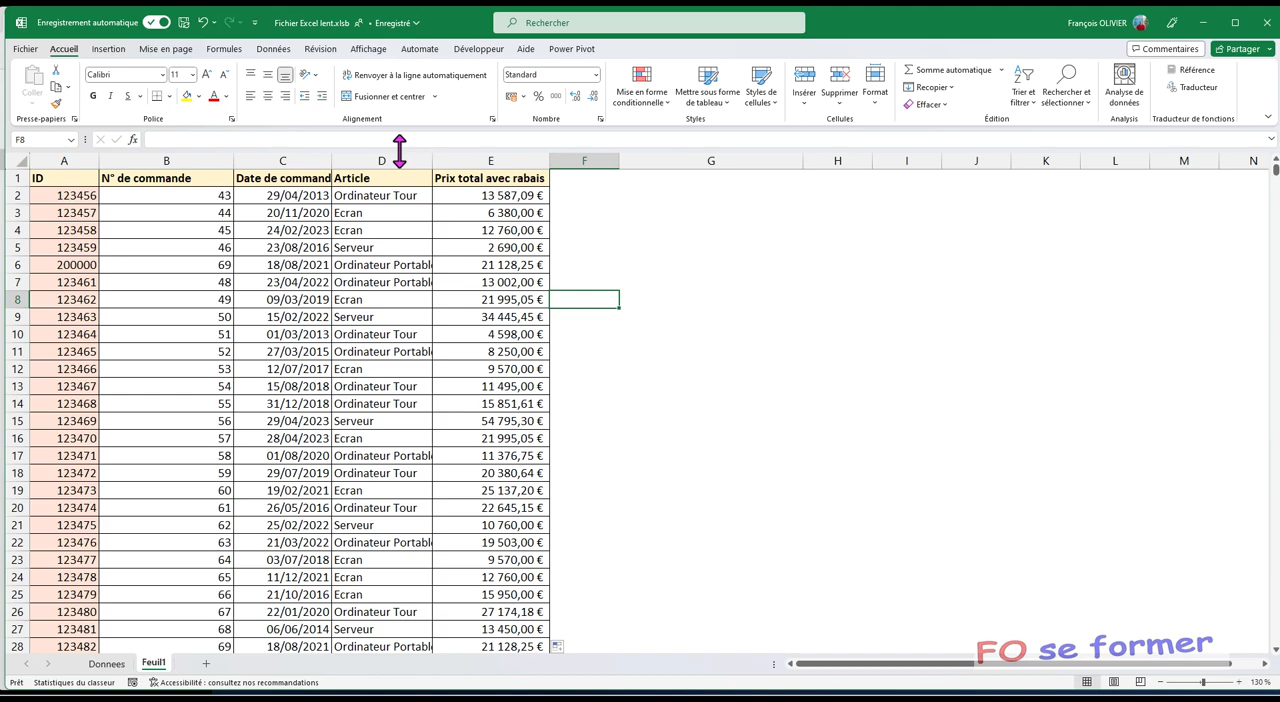 Enregistrement automatique
Fichier Excel lent.xlsb • Enregistré
Rechercher
François OLIVIER
Fichier Accueil Insertion Mise en page Formules Données Révision Affichage Automate Développeur Aide Power Pivot
Commentaires Partager
Coller
Presse-papiers
Calibri 11
G I S
Police
Renvoyer à la ligne automatiquement
Fusionner et centrer
Alignement
Standard
% 000
Nombre
Mise en forme conditionnelle
Mettre sous forme de tableau
Styles de cellules
Styles
Insérer Supprimer Format
Cellules
Somme automatique
Recopier
Effacer
Trier et filtrer
Rechercher et sélectionner
Édition
Analyse de données
Analyse
Référence
Traducteur
Traducteur de fonctions
F8 fx
A B C D E F G H I J K L M N
1 ID N° de commande Date de command Article Prix total avec rabais
2 123456 43 29/04/2013 Ordinateur Tour 13 587,09 €
3 123457 44 20/11/2020 Ecran 6 380,00 €
4 123458 45 24/02/2023 Ecran 12 760,00 €
5 123459 46 23/08/2016 Serveur 2 690,00 €
6 200000 69 18/08/2021 Ordinateur Portabl 21 128,25 €
7 123461 48 23/04/2022 Ordinateur Portabl 13 002,00 €
8 123462 49 09/03/2019 Ecran 21 995,05 €
9 123463 50 15/02/2022 Serveur 34 445,45 €
10 123464 51 01/03/2013 Ordinateur Tour 4 598,00 €
11 123465 52 27/03/2015 Ordinateur Portabl 8 250,00 €
12 123466 53 12/07/2017 Ecran 9 570,00 €
13 123467 54 15/08/2018 Ordinateur Tour 11 495,00 €
14 123468 55 31/12/2018 Ordinateur Tour 15 851,61 €
15 123469 56 29/04/2023 Serveur 54 795,30 €
16 123470 57 28/04/2023 Ecran 21 995,05 €
17 123471 58 01/08/2020 Ordinateur Portabl 11 376,75 €
18 123472 59 29/07/2019 Ordinateur Tour 20 380,64 €
19 123473 60 19/02/2021 Ecran 25 137,20 €
20 123474 61 26/05/2016 Ordinateur Tour 22 645,15 €
21 123475 62 25/02/2022 Serveur 10 760,00 €
22 123476 63 21/03/2022 Ordinateur Portabl 19 503,00 €
23 123477 64 03/07/2018 Ecran 9 570,00 €
24 123478 65 11/12/2021 Ecran 12 760,00 €
25 123479 66 21/10/2016 Ecran 15 950,00 €
26 123480 67 22/01/2020 Ordinateur Tour 27 174,18 €
27 123481 68 06/06/2014 Serveur 13 450,00 €
28 123482 69 18/08/2021 Ordinateur Portabl 21 128,25 €
FO se former
Donnees Feuil1
Prêt Statistiques du classeur Accessibilité : consultez nos recommandations 130 %